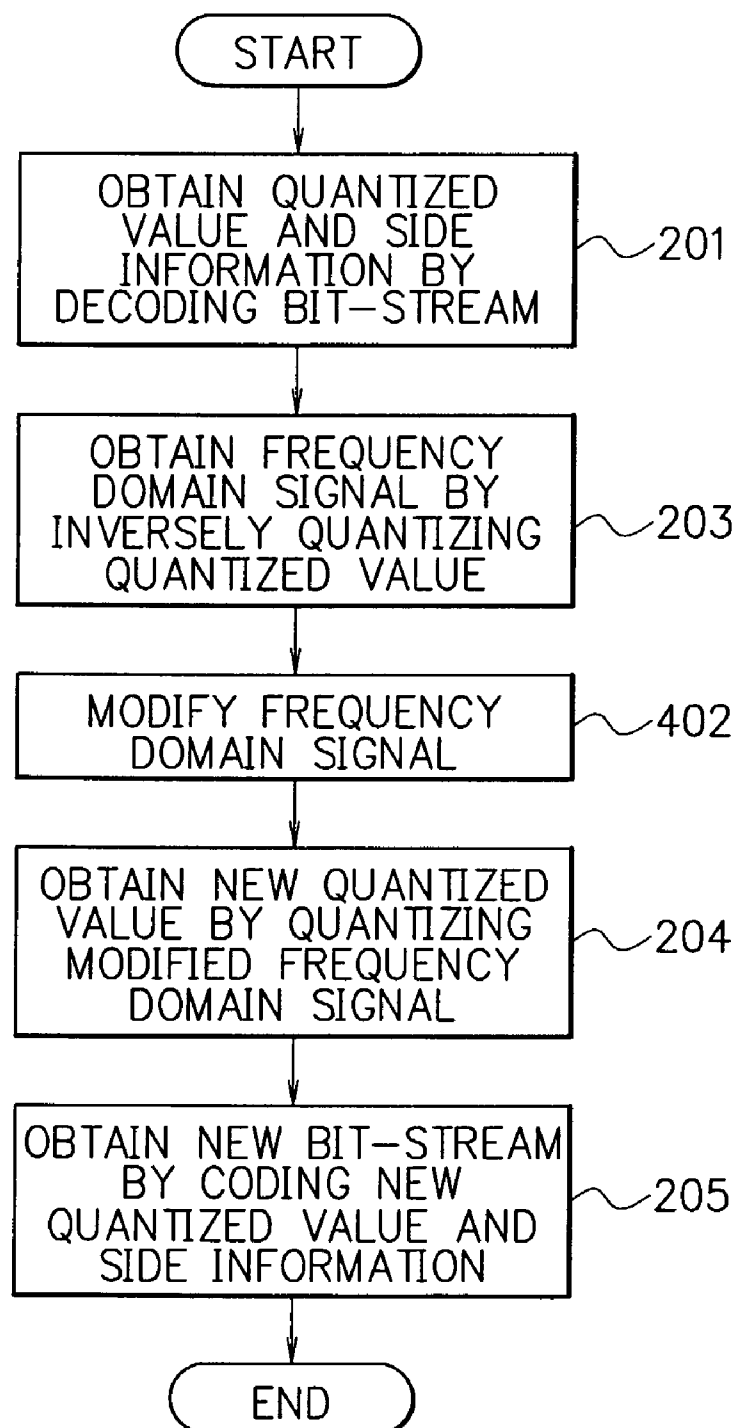 START
OBTAIN QUANTIZED
VALUE AND SIDE
INFORMATION BY
DECODING BIT-STREAM
201
OBTAIN FREQUENCY
DOMAIN SIGNAL BY
INVERSELY QUANTIZING
QUANTIZED VALUE
203
MODIFY FREQUENCY
DOMAIN SIGNAL
402
OBTAIN NEW QUANTIZED
VALUE BY QUANTIZING
MODIFIED FREQUENCY
DOMAIN SIGNAL
204
OBTAIN NEW BIT-STREAM
BY CODING NEW
QUANTIZED VALUE AND
SIDE INFORMATION
205
END